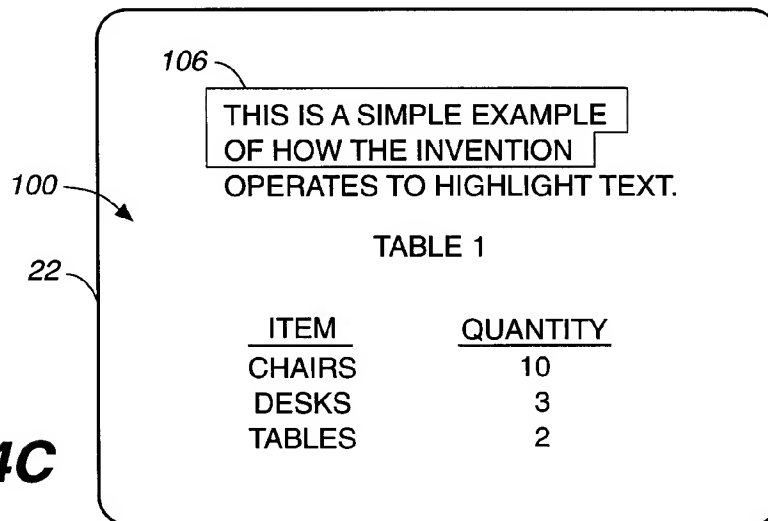 106
THIS IS A SIMPLE EXAMPLE
OF HOW THE INVENTION
100
OPERATES TO HIGHLIGHT TEXT.
TABLE 1
22
ITEM QUANTITY
CHAIRS 10
DESKS 3
TABLES 2
4C